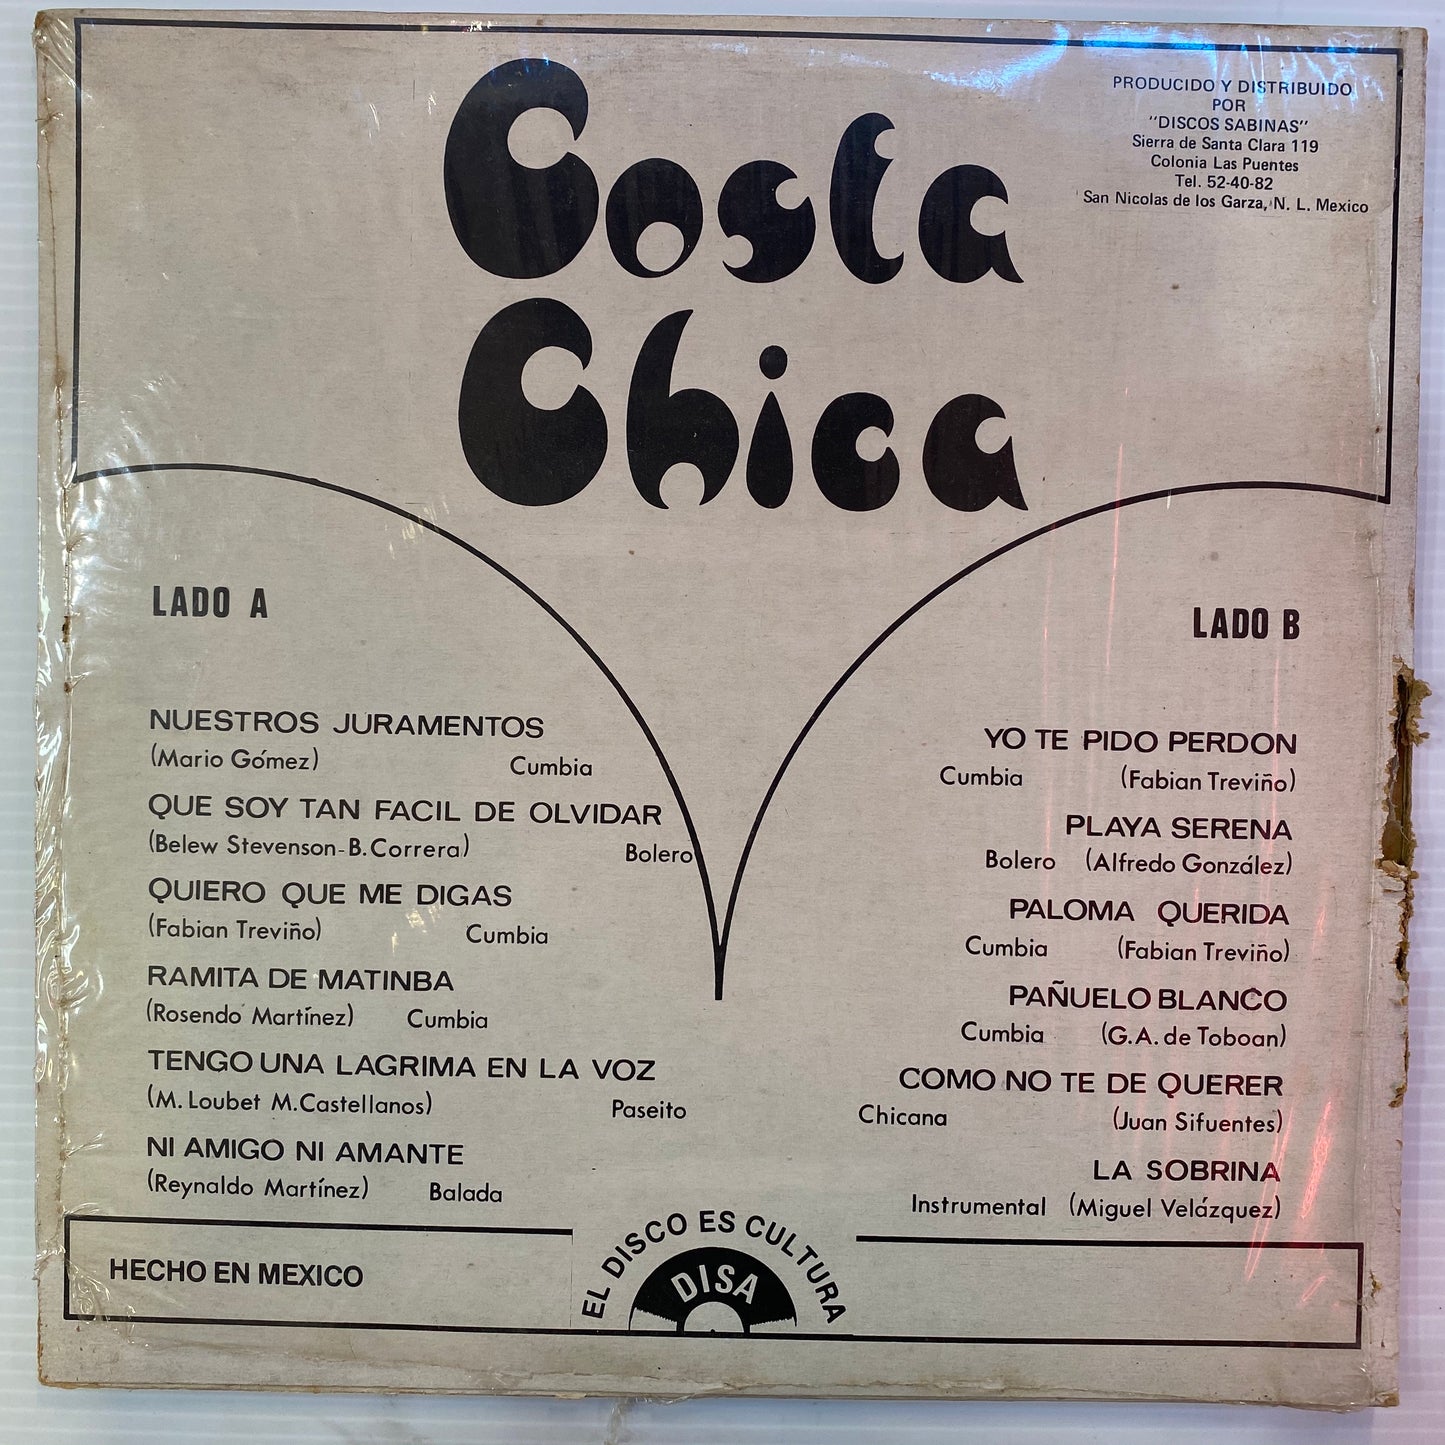 Costa
Chica
PRODUCIDO Y DISTRIBUIDO
POR
"DISCOS SABINAS"
Sierra de Santa Clara 119
Colonia Las Puentes
Tel. 52-40-82
San Nicolas de los Garza, N. L. Mexico
LADO A
NUESTROS JURAMENTOS
(Mario Gómez) Cumbia
QUE SOY TAN FACIL DE OLVIDAR
(Belew Stevenson-B.Correra) Bolero
QUIERO QUE ME DIGAS
(Fabian Treviño) Cumbia
RAMITA DE MATINBA
(Rosendo Martínez) Cumbia
TENGO UNA LAGRIMA EN LA VOZ
(M. Loubet M.Castellanos) Paseito
NI AMIGO NI AMANTE
(Reynaldo Martínez) Balada
LADO B
YO TE PIDO PERDON
Cumbia (Fabian Treviño)
PLAYA SERENA
Bolero (Alfredo González)
PALOMA QUERIDA
Cumbia (Fabian Treviño)
PAÑUELO BLANCO
Cumbia (G.A. de Toboan)
COMO NO TE DE QUERER
Chicana (Juan Sifuentes)
LA SOBRINA
Instrumental (Miguel Velázquez)
HECHO EN MEXICO
EL DISCO ES CULTURA
DISA